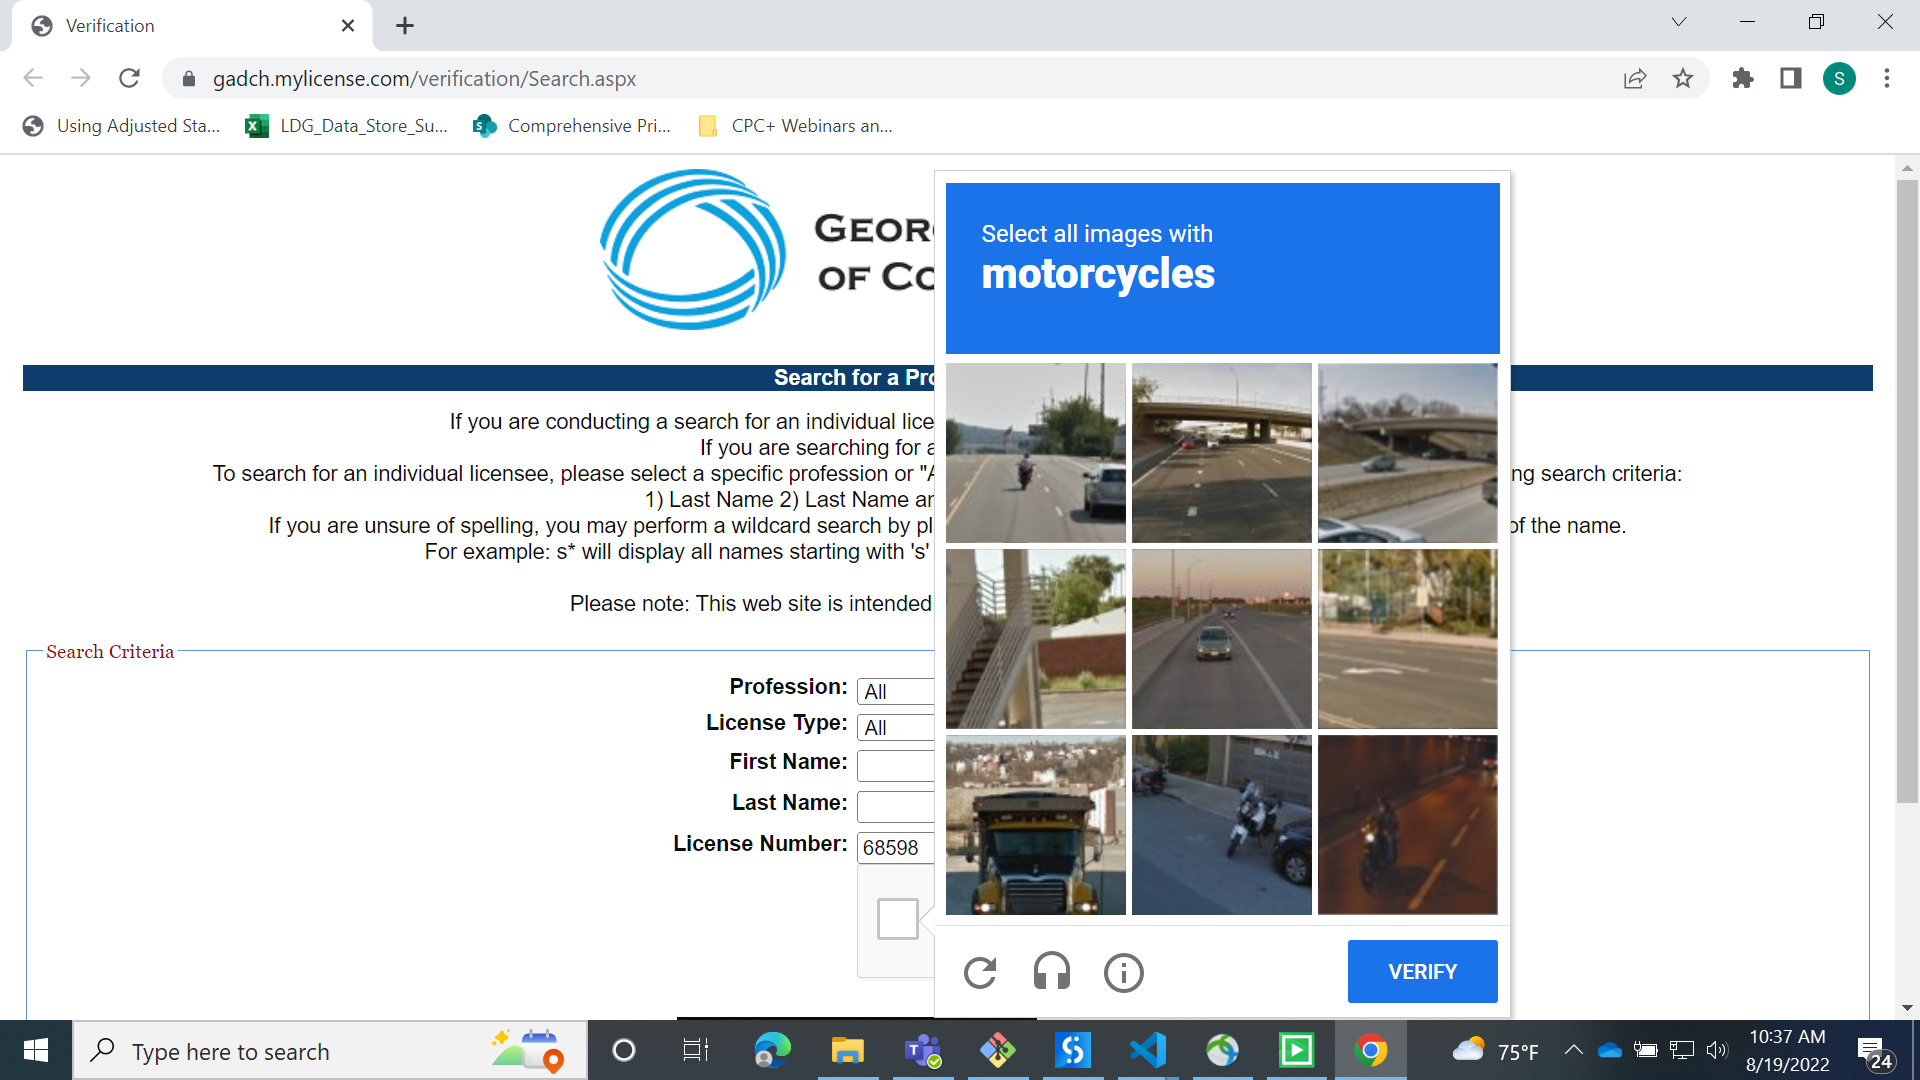 Verification
gadch.mylicense.com/verification/Search.aspx
S
Using Adjusted Sta...
LDG_Data_Store_Su...
Comprehensive Pri...
CPC+ Webinars an...
GEOR
OF CO
Select all images with
motorcycles
Search for a Pro
If you are conducting a search for an individual lice
If you are searching for a
To search for an individual licensee, please select a specific profession or "A
ng search criteria:
1) Last Name 2) Last Name an
If you are unsure of spelling, you may perform a wildcard search by pl
of the name.
For example: s* will display all names starting with 's'
Please note: This web site is intended
Search Criteria
Profession: All
License Type: All
First Name:
Last Name:
License Number: 68598
VERIFY
Type here to search
75°F
10:37 AM
8/19/2022
24